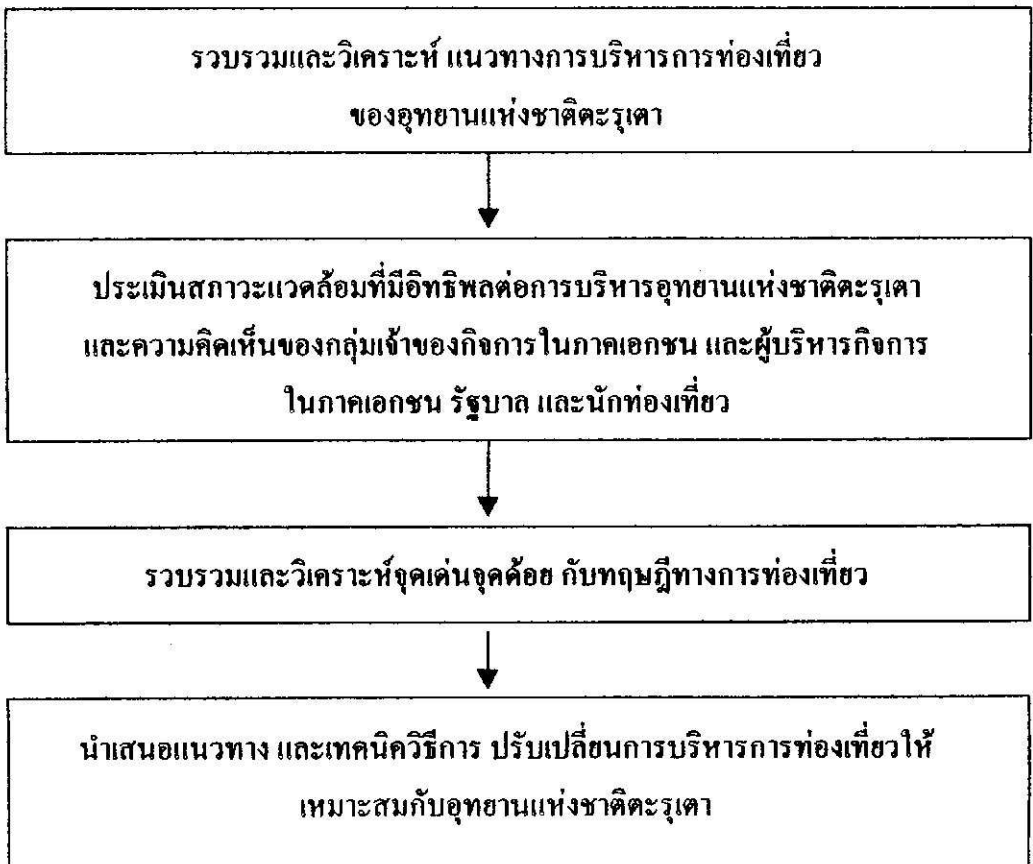 รวบรวมและวิเคราะห์ แนวทางการบริหารการท่องเที่ยว
ของอุทยานแห่งชาติตะรุเตา
ประเมินสภาวะแวดล้อมที่มีอิทธิพลต่อการบริหารอุทยานแห่งชาติตะรุเตา
และความคิดเห็นของกลุ่มเจ้าของกิจการในภาคเอกชน และผู้บริหารกิจการ
ในภาคเอกชน รัฐบาล และนักท่องเที่ยว
รวบรวมและวิเคราะห์จุดเด่นจุดด้อย กับทฤษฎีทางการท่องเที่ยว
นำเสนอแนวทาง และเทคนิควิธีการ ปรับเปลี่ยนการบริหารการท่องเที่ยวให้
เหมาะสมกับอุทยานแห่งชาติตะรุเตา